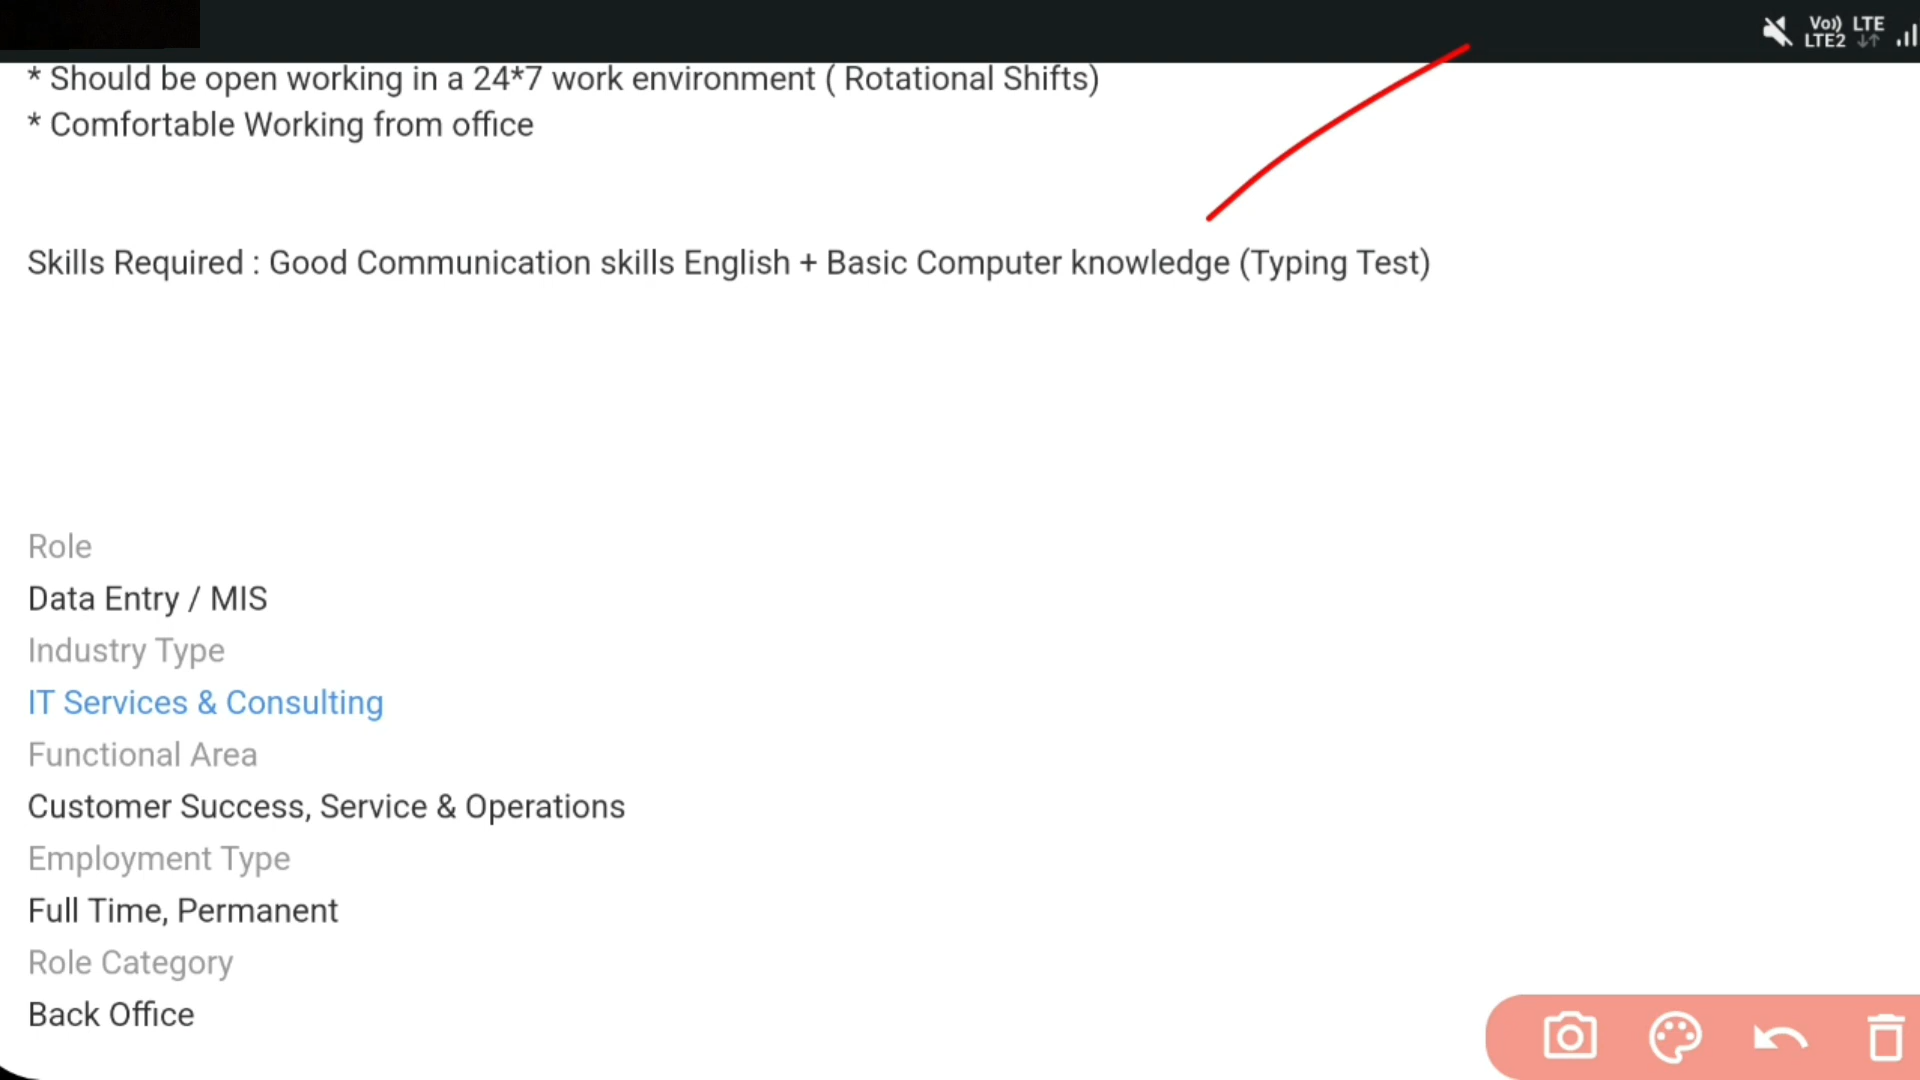 Vo)) LTE
LTE2
* Should be open working in a 24*7 work environment ( Rotational Shifts)
* Comfortable Working from office
Skills Required : Good Communication skills English + Basic Computer knowledge (Typing Test)
Role
Data Entry / MIS
Industry Type
IT Services & Consulting
Functional Area
Customer Success, Service & Operations
Employment Type
Full Time, Permanent
Role Category
Back Office